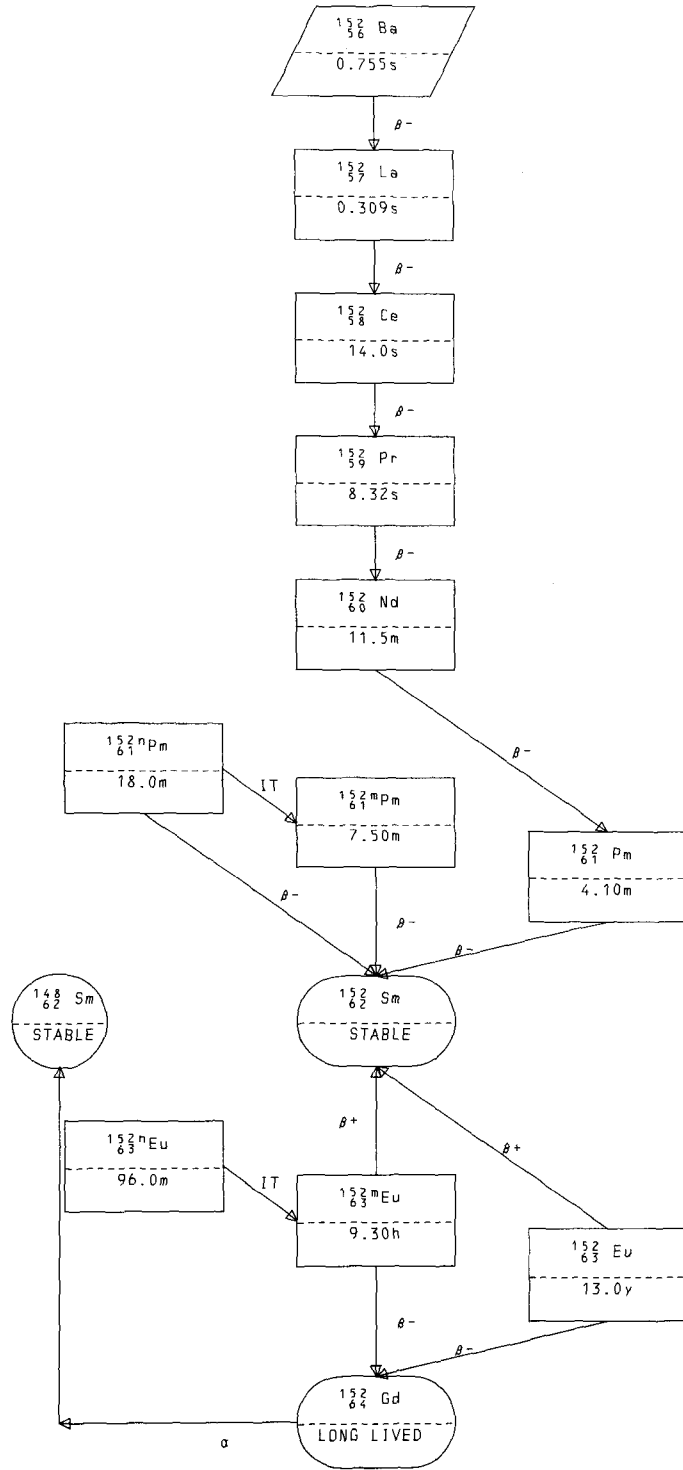 152 56 Ba
0.755s
β-
152 57 La
0.309s
β-
152 58 Ce
14.0s
β-
152 59 Pr
8.32s
β-
152 60 Nd
11.5m
β-
152n 61 Pm
18.0m
IT
152m 61 Pm
7.50m
152 61 Pm
4.10m
β-
β-
β-
148 62 Sm
STABLE
152 62 Sm
STABLE
β+
β+
152n 63 Eu
96.0m
IT
152m 63 Eu
9.30h
152 63 Eu
13.0y
β-
β-
152 64 Gd
LONG LIVED
α